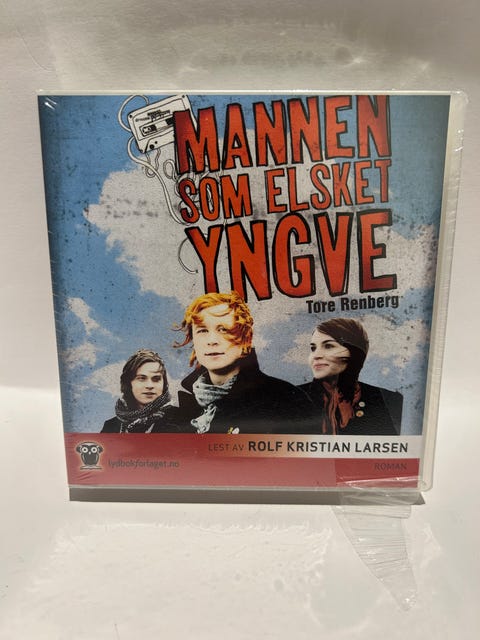 MANNEN
SOM ELSKET
YNGVE
Tore Renberg
LEST AV ROLF KRISTIAN LARSEN
lydbokforlaget.no
ROMAN